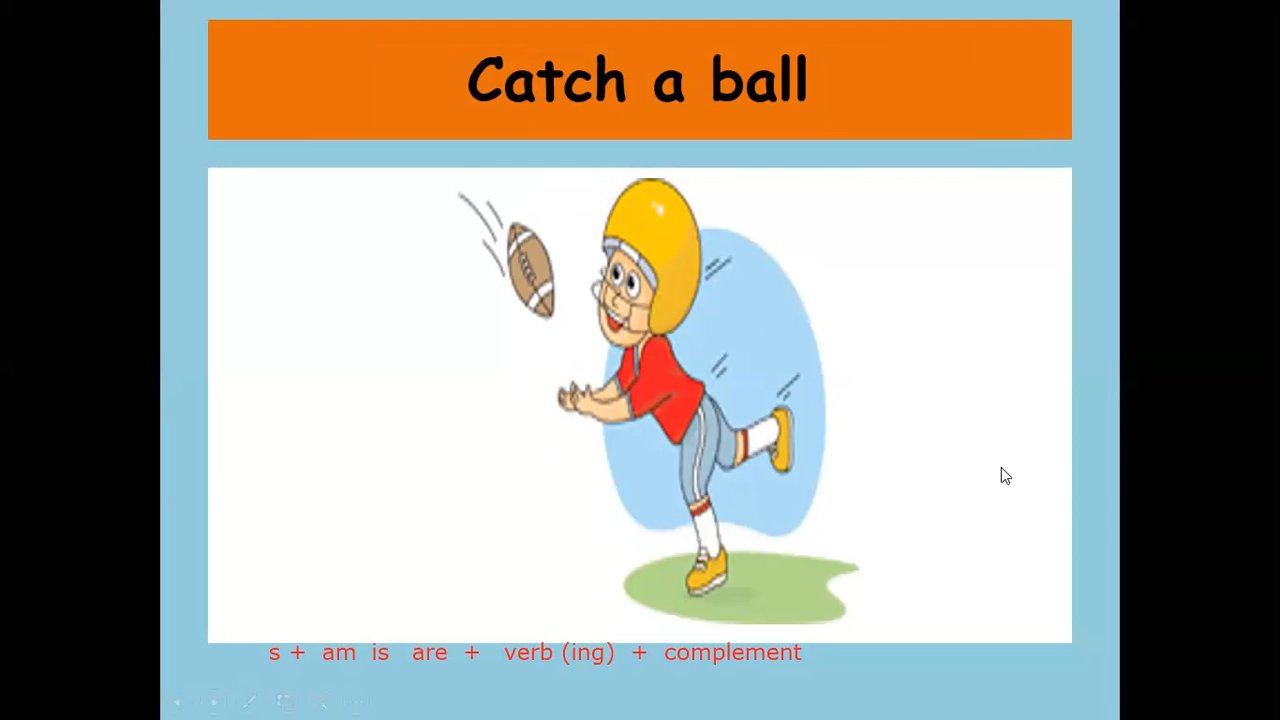 Catch a ball
s + am is are + verb (ing) + complement